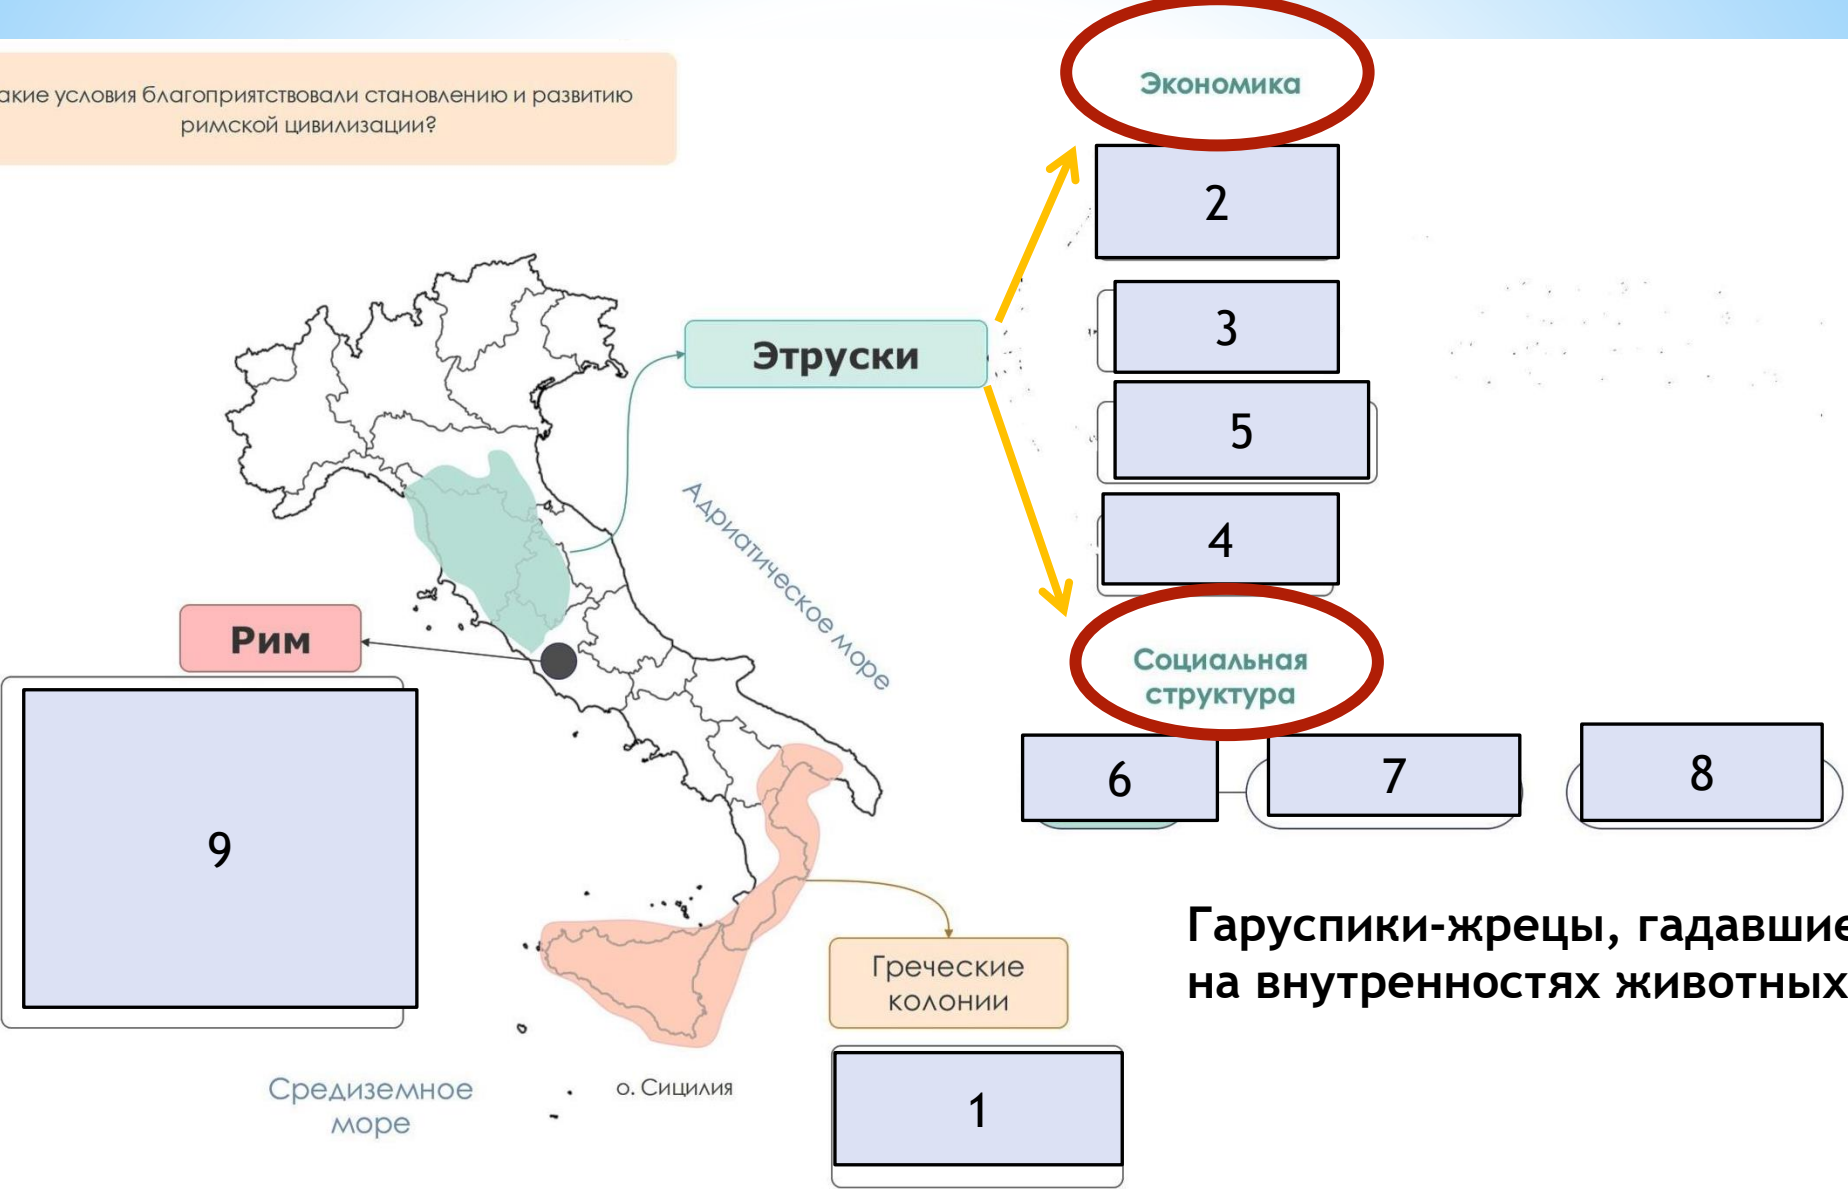 акие условия благоприятствовали становлению и развитию
римской цивилизации?
Экономика
2
3
5
4
Этруски
Адриатическое море
Рим
9
Социальная
структура
6
7
8
Гаруспики-жрецы, гадавшие
на внутренностях животных
Греческие
колонии
1
Средиземное
море
о. Сицилия